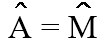 Â = M̂